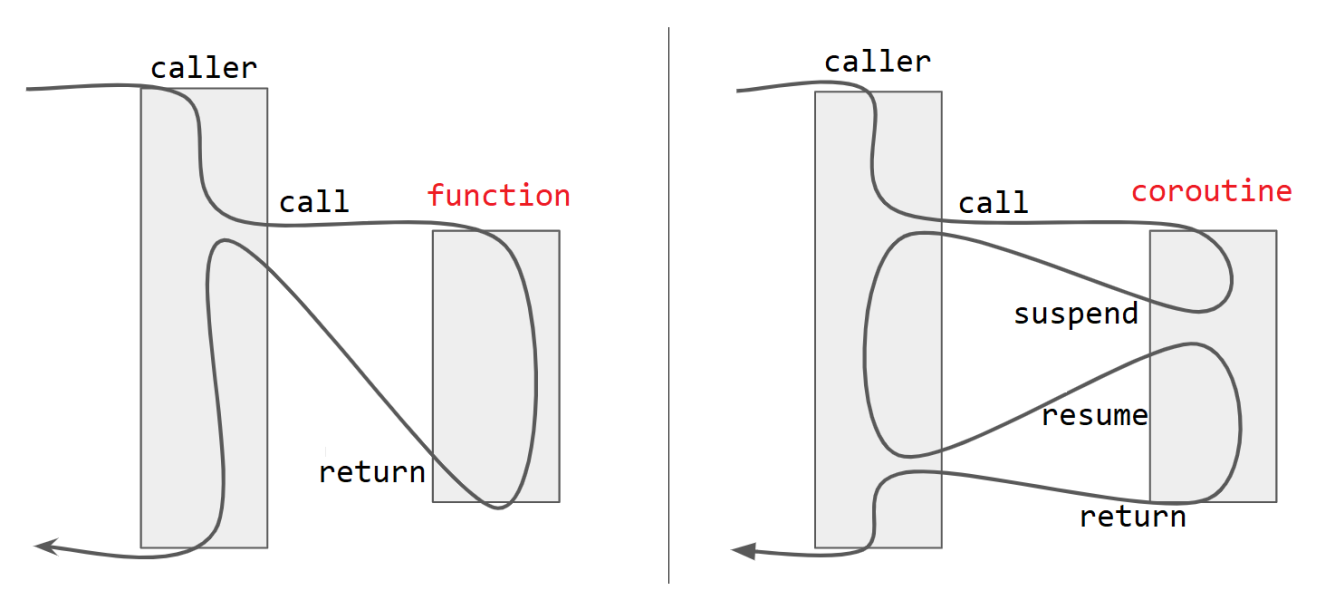 caller
call
function
return
caller
call
coroutine
suspend
resume
return